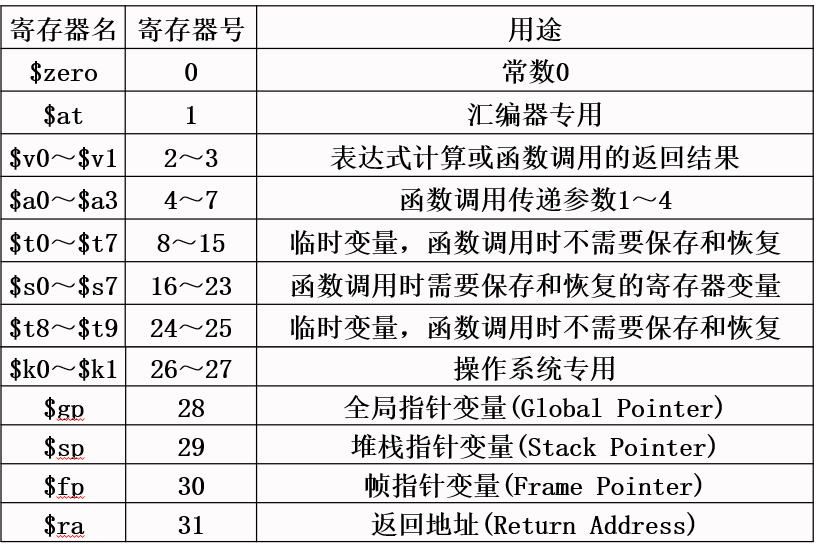 寄存器名 寄存器号 用途
$zero 0 常数0
$at 1 汇编器专用
$v0～$v1 2～3 表达式计算或函数调用的返回结果
$a0～$a3 4～7 函数调用传递参数1～4
$t0～$t7 8～15 临时变量，函数调用时不需要保存和恢复
$s0～$s7 16～23 函数调用时需要保存和恢复的寄存器变量
$t8～$t9 24～25 临时变量，函数调用时不需要保存和恢复
$k0～$k1 26～27 操作系统专用
$gp 28 全局指针变量(Global Pointer)
$sp 29 堆栈指针变量(Stack Pointer)
$fp 30 帧指针变量(Frame Pointer)
$ra 31 返回地址(Return Address)